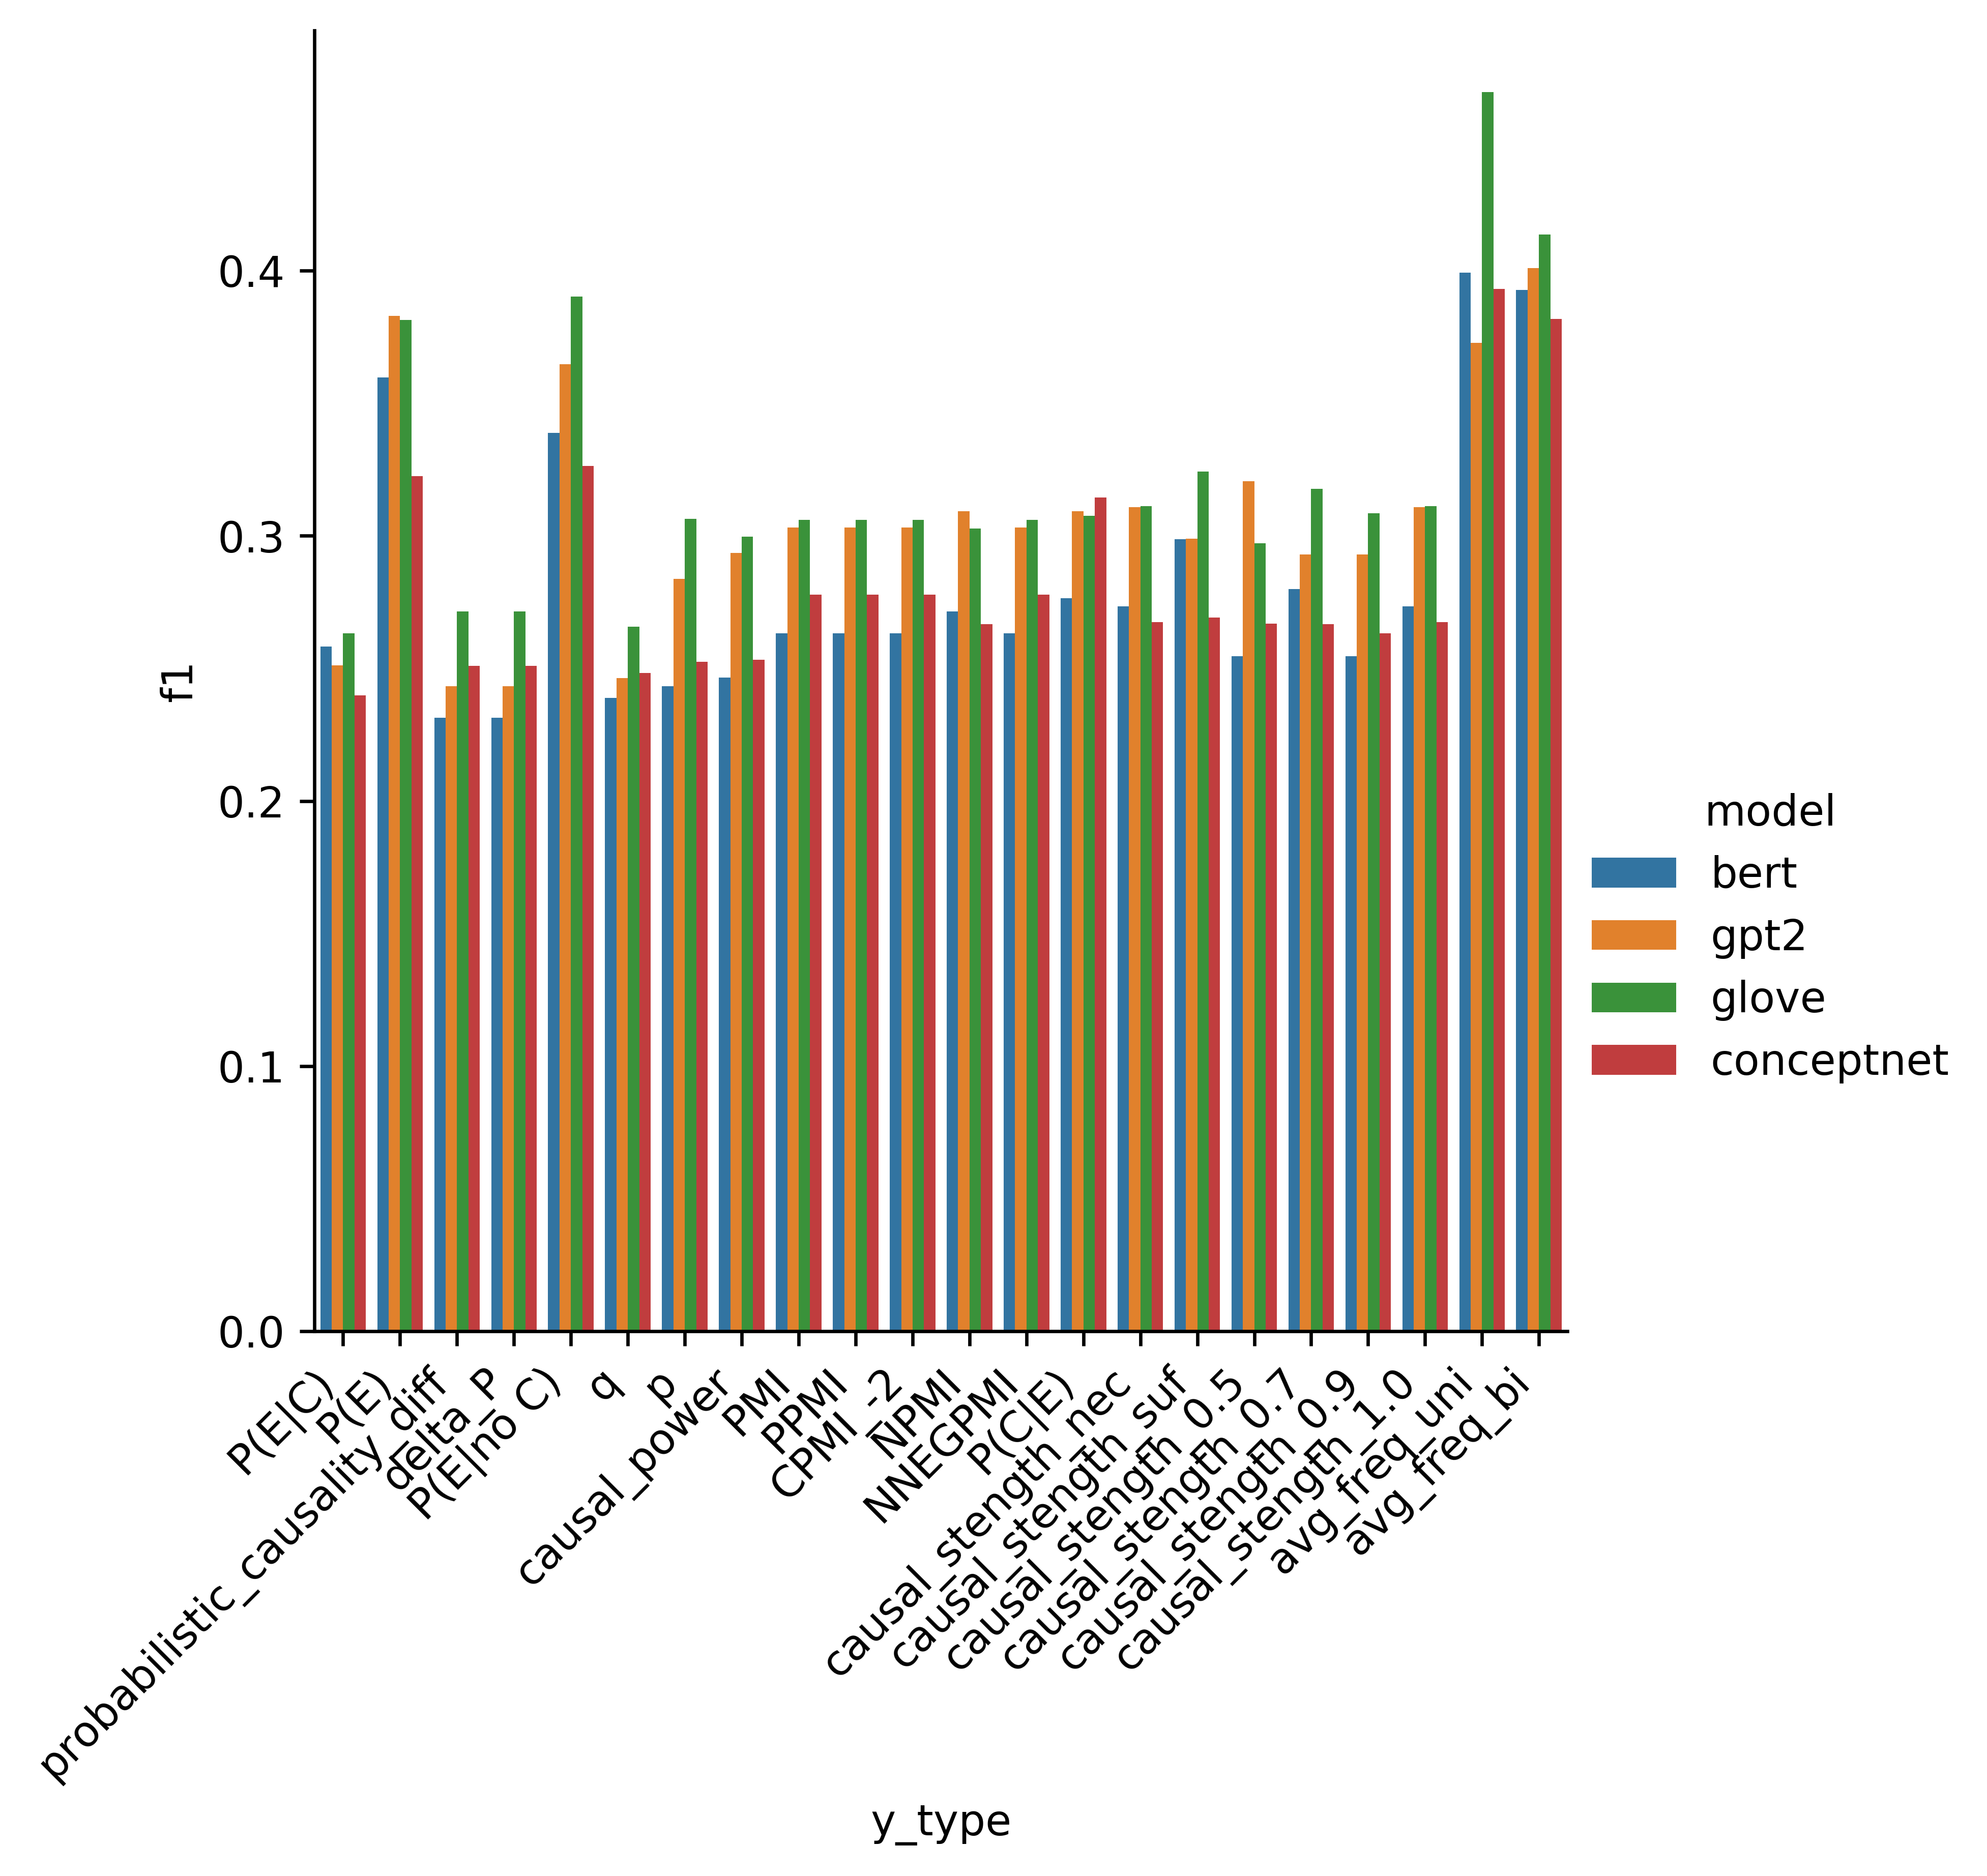 f1
0.4
0.3
0.2
0.1
0.0
P(E|C)
P(E)
probabilistic_causality_diff
delta_P
P(E|no C)
q
p
causal_power
PMI
PPMI
CPMI_-2
NPMI
NNEGPMI
P(C|E)
causal_stength_nec
causal_stength_suf
causal_stength_0.5
causal_stength_0.7
causal_stength_0.9
causal_stength_1.0
avg_freq_uni
avg_freq_bi
y_type
model
bert
gpt2
glove
conceptnet